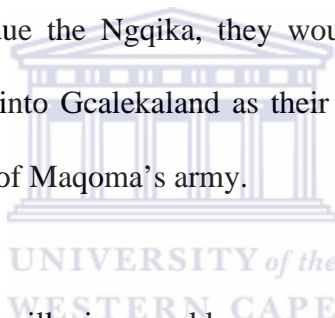 ue the Ngqika, they wou
into Gcalekaland as their
of Maqoma's army.
UNIVERSITY of the
WESTERN CAPE